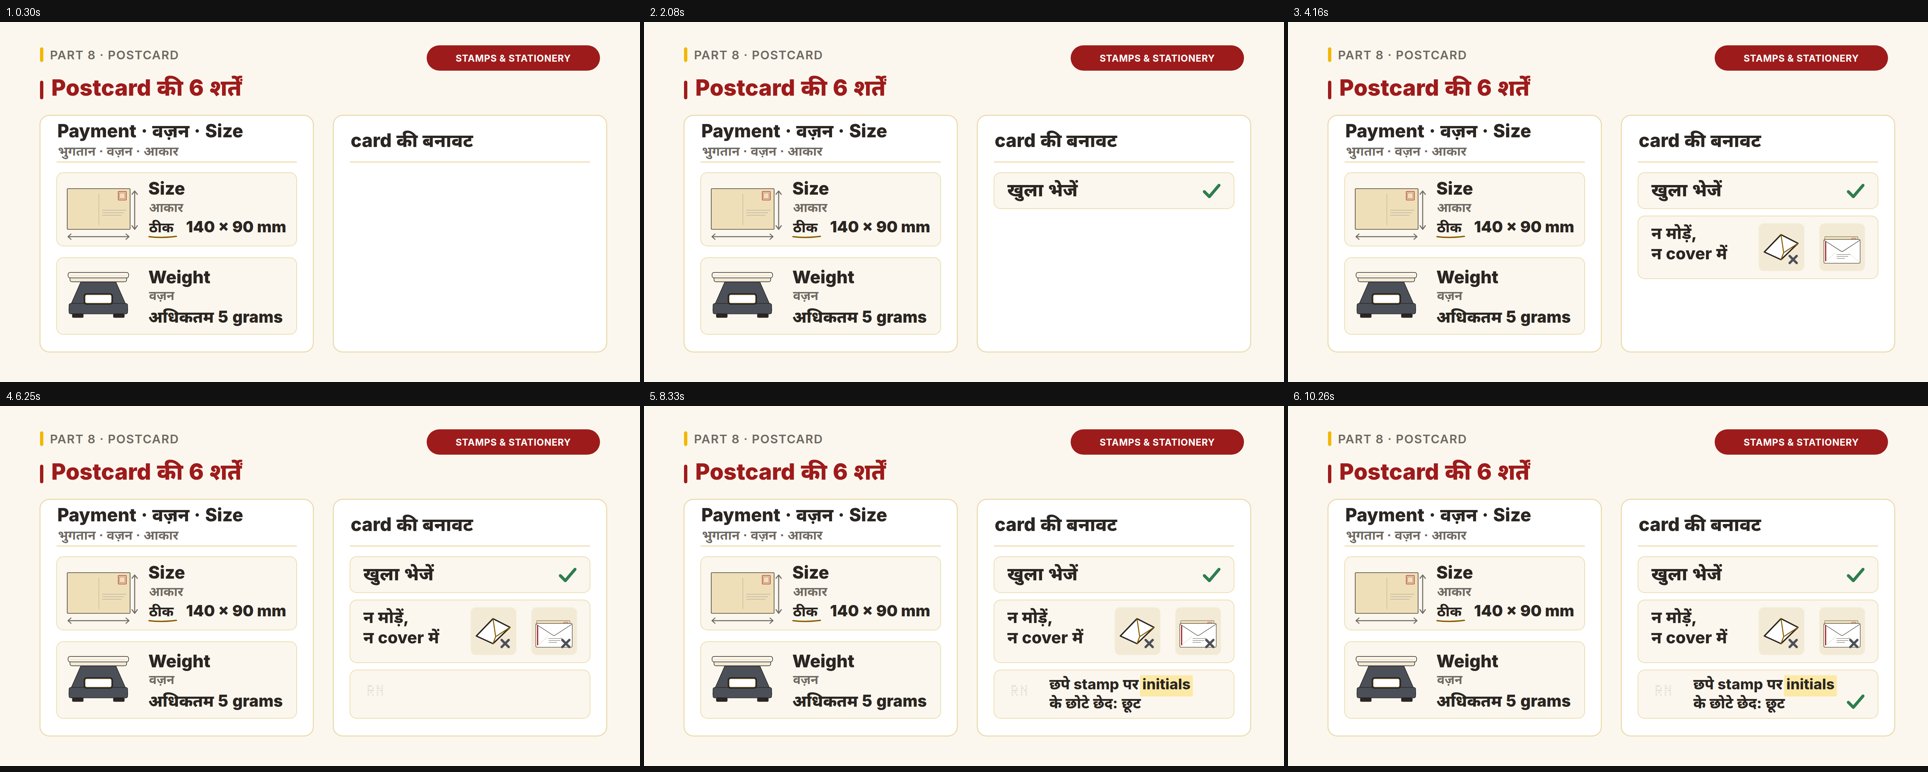 1. 0.30s
PART 8 · POSTCARD
STAMPS & STATIONERY
Postcard की 6 शर्तें
Payment · वज़न · Size
भुगतान · वज़न · आकार
Size
आकार
ठीक 140 × 90 mm
Weight
वज़न
अधिकतम 5 grams
card की बनावट
2. 2.08s
PART 8 · POSTCARD
STAMPS & STATIONERY
Postcard की 6 शर्तें
Payment · वज़न · Size
भुगतान · वज़न · आकार
Size
आकार
ठीक 140 × 90 mm
Weight
वज़न
अधिकतम 5 grams
card की बनावट
खुला भेजें
3. 4.16s
PART 8 · POSTCARD
STAMPS & STATIONERY
Postcard की 6 शर्तें
Payment · वज़न · Size
भुगतान · वज़न · आकार
Size
आकार
ठीक 140 × 90 mm
Weight
वज़न
अधिकतम 5 grams
card की बनावट
खुला भेजें
न मोड़ें,
न cover में
4. 6.25s
PART 8 · POSTCARD
STAMPS & STATIONERY
Postcard की 6 शर्तें
Payment · वज़न · Size
भुगतान · वज़न · आकार
Size
आकार
ठीक 140 × 90 mm
Weight
वज़न
अधिकतम 5 grams
card की बनावट
खुला भेजें
न मोड़ें,
न cover में
RN
5. 8.33s
PART 8 · POSTCARD
STAMPS & STATIONERY
Postcard की 6 शर्तें
Payment · वज़न · Size
भुगतान · वज़न · आकार
Size
आकार
ठीक 140 × 90 mm
Weight
वज़न
अधिकतम 5 grams
card की बनावट
खुला भेजें
न मोड़ें,
न cover में
RN
छपे stamp पर initials
के छोटे छेद: छूट
6. 10.26s
PART 8 · POSTCARD
STAMPS & STATIONERY
Postcard की 6 शर्तें
Payment · वज़न · Size
भुगतान · वज़न · आकार
Size
आकार
ठीक 140 × 90 mm
Weight
वज़न
अधिकतम 5 grams
card की बनावट
खुला भेजें
न मोड़ें,
न cover में
RN
छपे stamp पर initials
के छोटे छेद: छूट